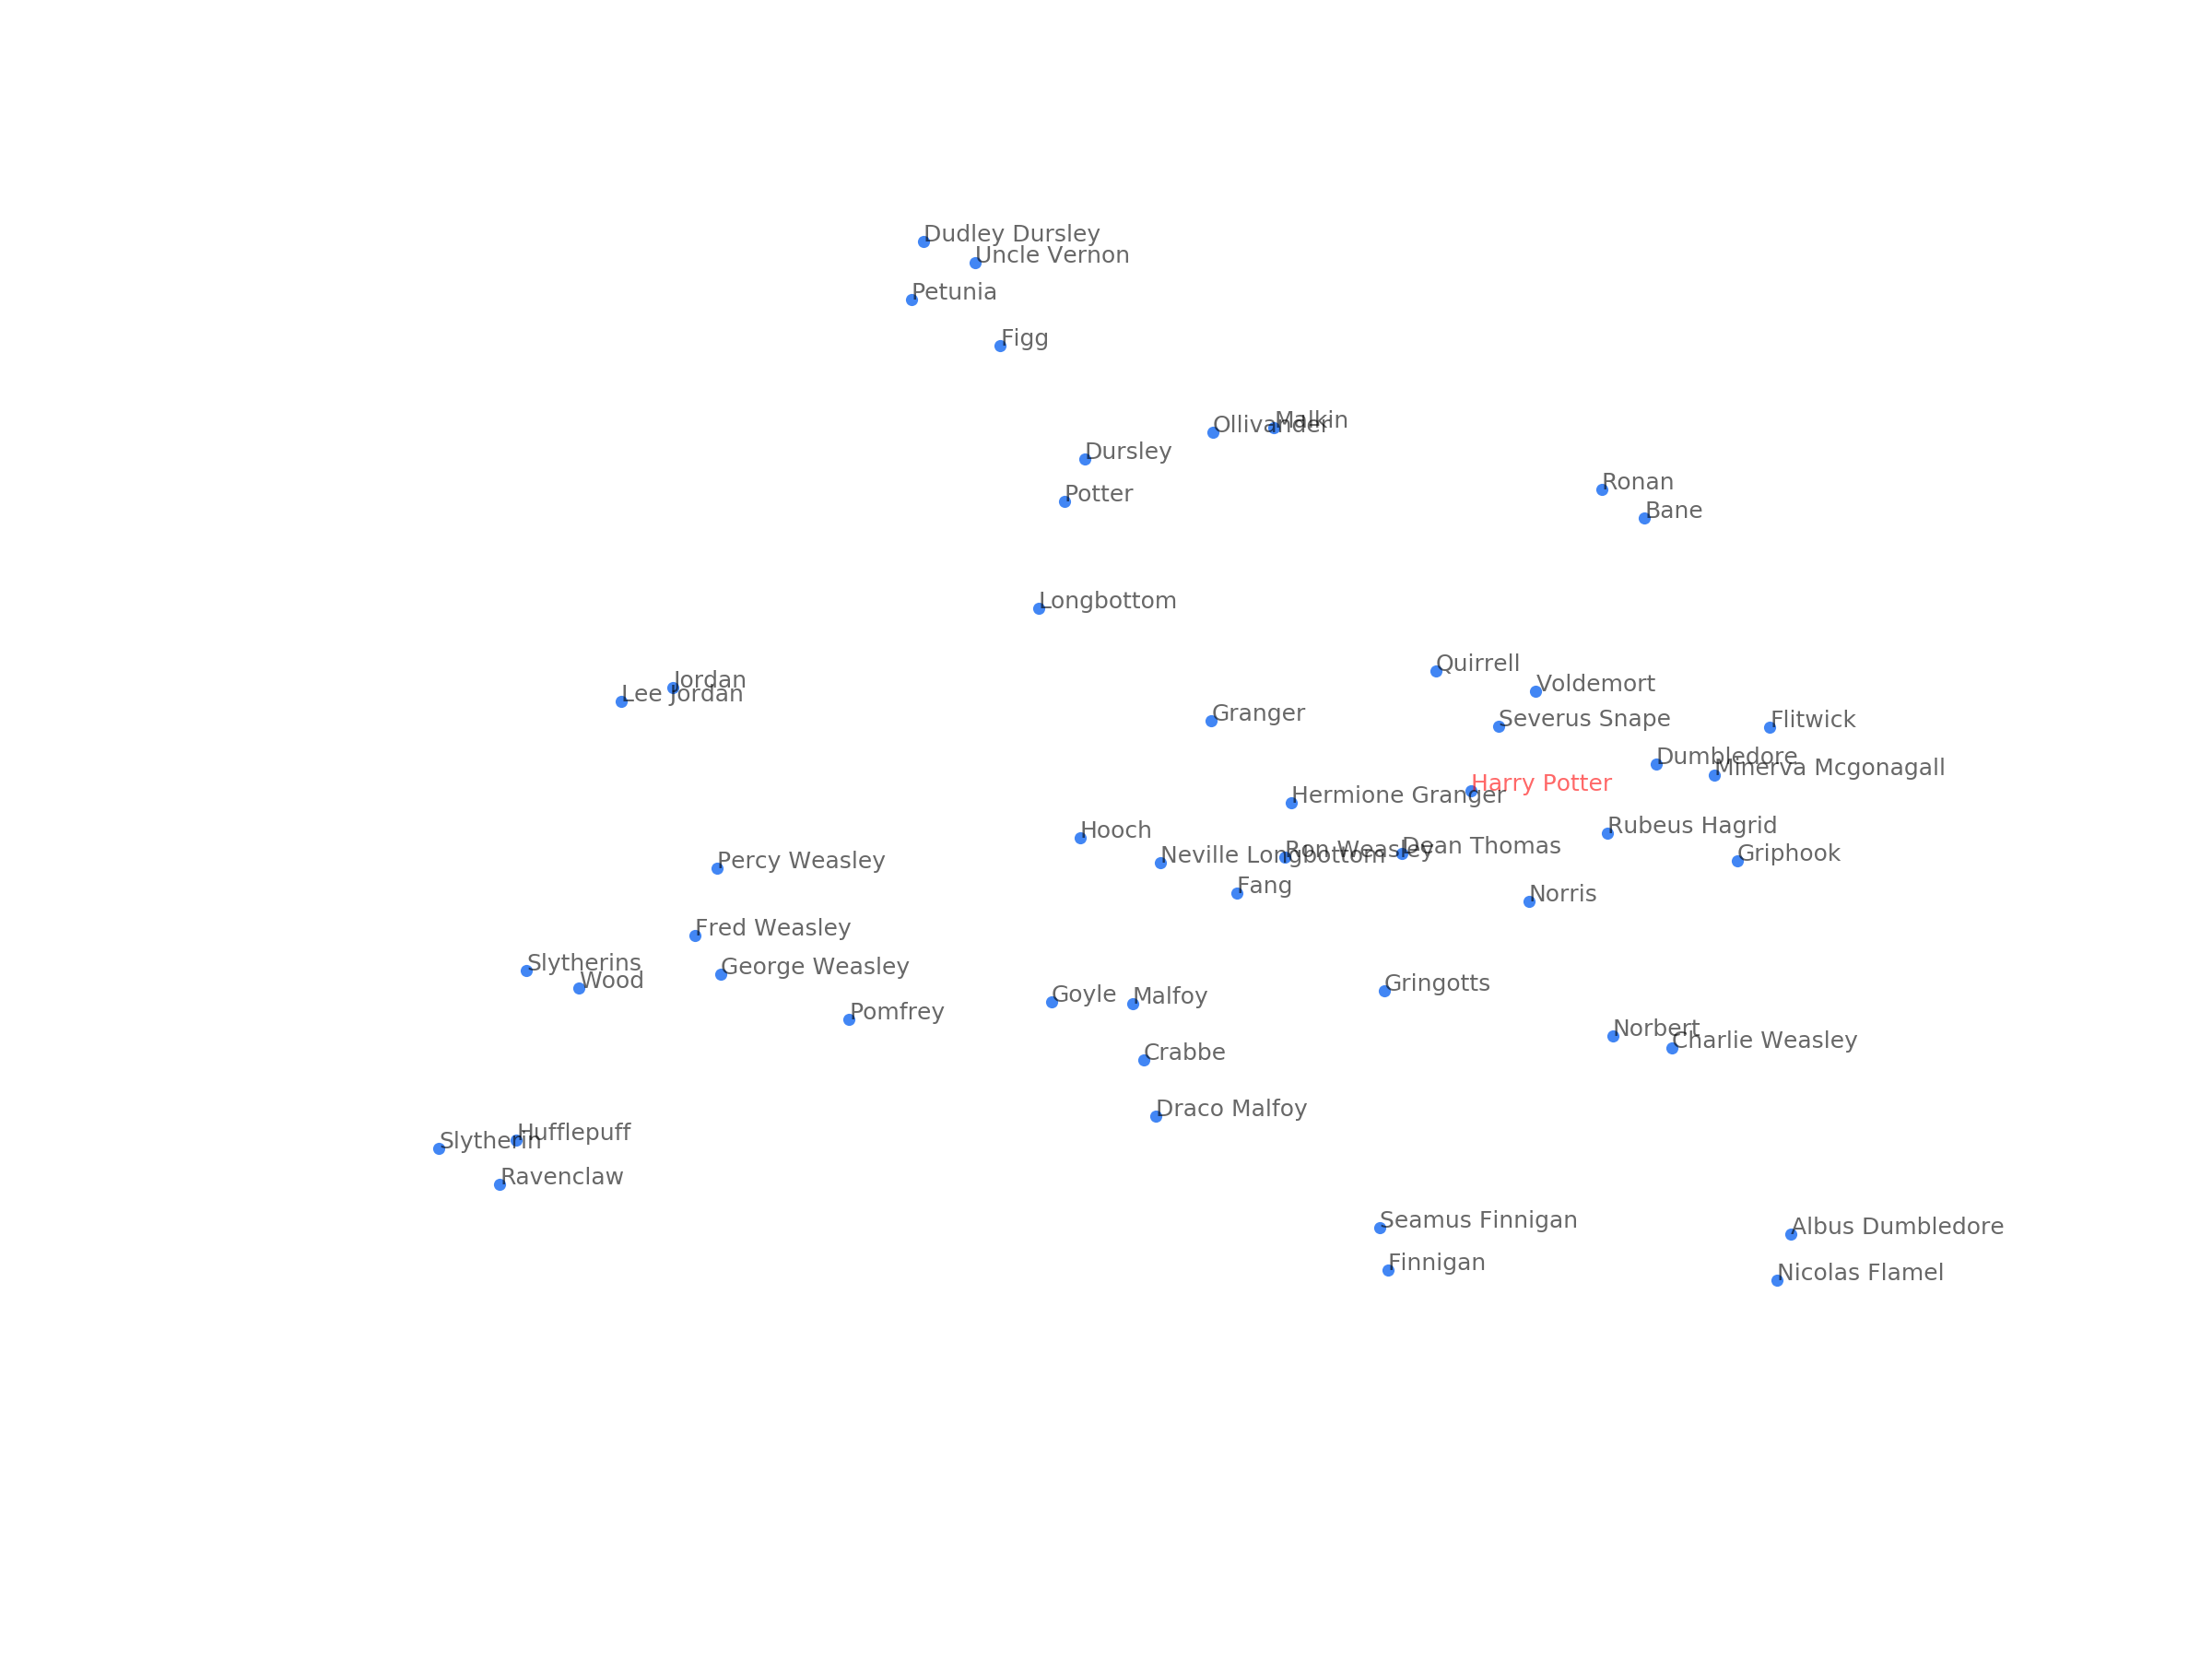 Dudley Dursley
Uncle Vernon
Petunia
Figg
Malkin
Ollivander
Dursley
Ronan
Potter
Bane
Longbottom
Quirrell
Jordan
Voldemort
Lee Jordan
Granger
Severus Snape
Flitwick
Dumbledore
Minerva Mcgonagall
Harry Potter
Hermione Granger
Rubeus Hagrid
Hooch
Dean Thomas
Ron Weasley
Griphook
Neville Longbottom
Percy Weasley
Fang
Norris
Fred Weasley
Slytherins
George Weasley
Wood
Gringotts
Goyle
Malfoy
Pomfrey
Norbert
Charlie Weasley
Crabbe
Draco Malfoy
Hufflepuff
Slytherin
Ravenclaw
Seamus Finnigan
Albus Dumbledore
Finnigan
Nicolas Flamel